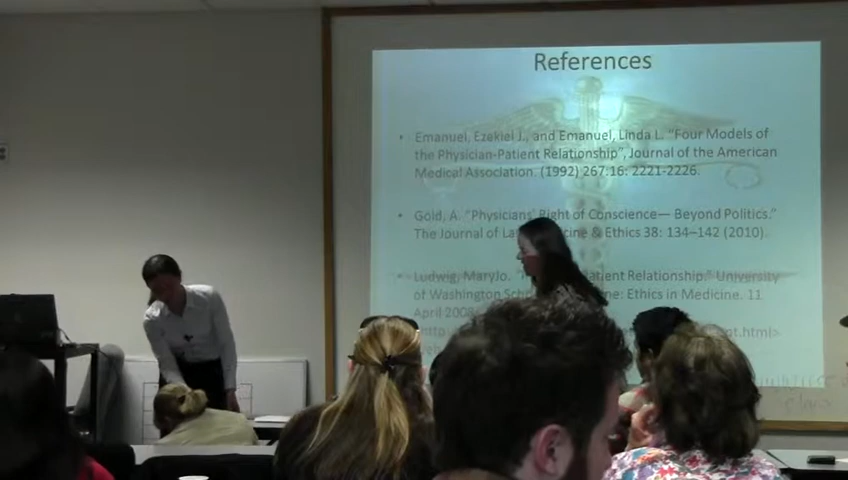 References
• Emanuel, Ezekiel J., and Emanuel, Linda L. "Four Models of
the Physician-Patient Relationship", Journal of the American
Medical Association. (1992) 267:16: 2221-2226.
• Gold, A. "Physicians' Right of Conscience— Beyond Politics."
The Journal of La & Ethics 38: 134–142 (2010).
• Ludwig, MaryJo. Relationship." University
of Washington Ethics in Medicine. 11
April 2008